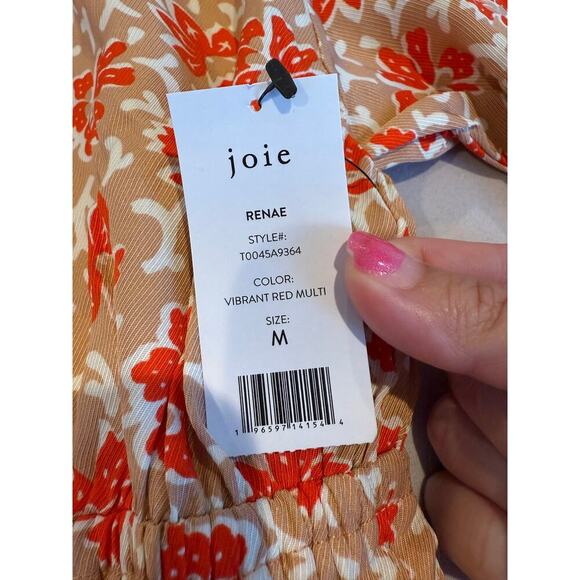 joie
RENAE
STYLE#:
T0045A9364
COLOR:
VIBRANT RED MULTI
SIZE:
M
1 96597 14154 4